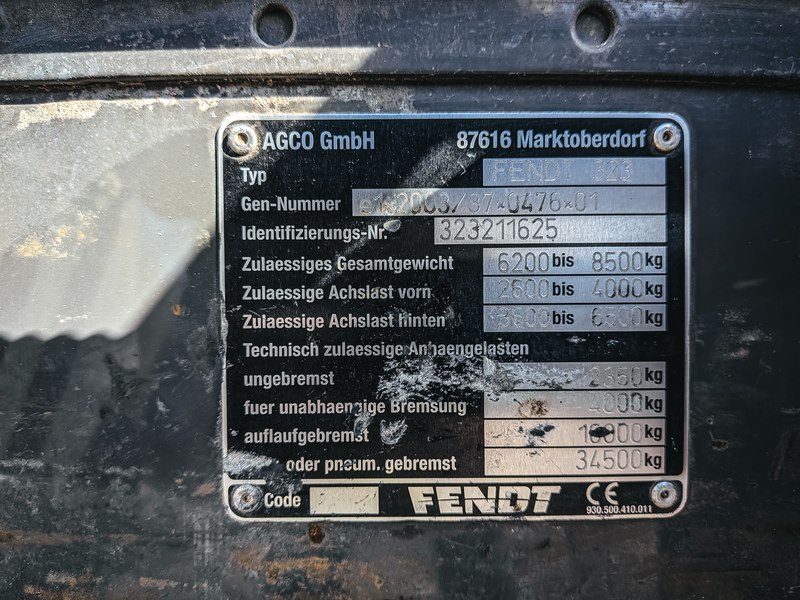 AGCO GmbH 87616 Marktoberdorf
Typ FENDT 323
Gen-Nummer
Identifizierungs-Nr. 323211625
Zulaessiges Gesamtgewicht 6200 bis 8500 kg
Zulaessige Achslast vorn 2600 bis 4000 kg
Zulaessige Achslast hinten bis 6500 kg
Technisch zulaessige Anhaengelasten
ungebremst kg
fuer unabhaengige Bremsung 4000 kg
auflaufgebremst kg
oder pneum. gebremst 34500 kg
Code FENDT CE
930.500.410.011